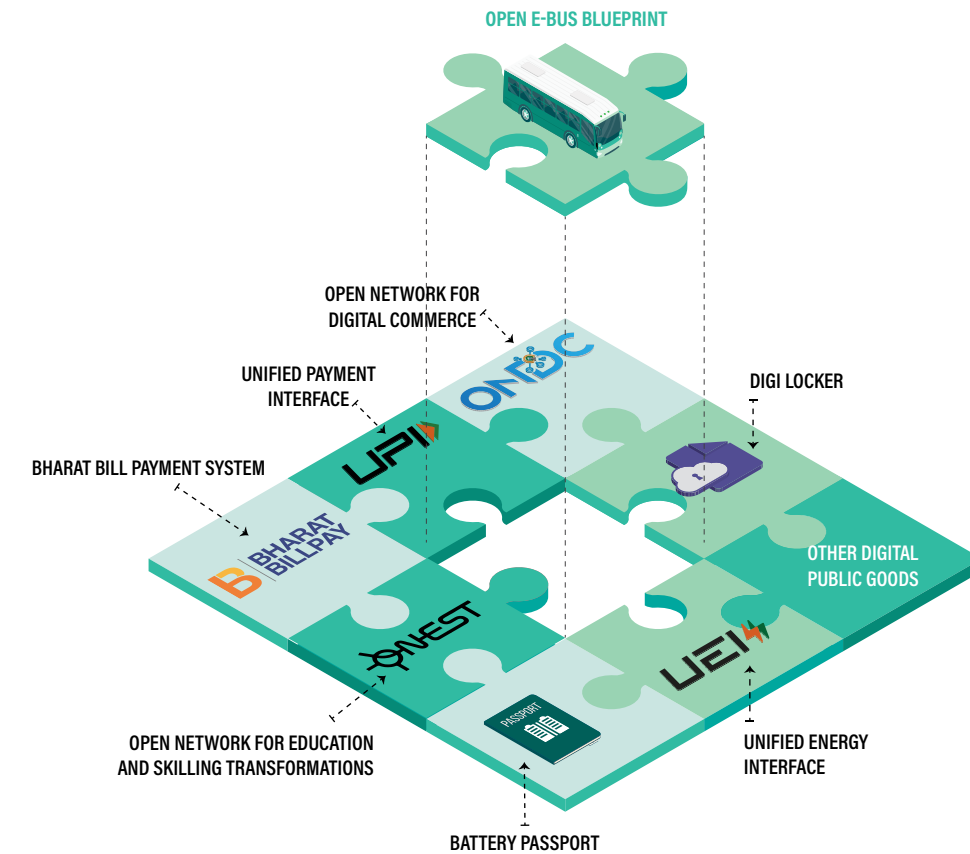 OPEN E-BUS BLUEPRINT
OPEN NETWORK FOR
DIGITAL COMMERCE
ONDC
UNIFIED PAYMENT
INTERFACE
UPI
DIGI LOCKER
BHARAT BILL PAYMENT SYSTEM
B BHARAT
BILLPAY
OTHER DIGITAL
PUBLIC GOODS
ONEST
UEI
PASSPORT
OPEN NETWORK FOR EDUCATION
AND SKILLING TRANSFORMATIONS
UNIFIED ENERGY
INTERFACE
BATTERY PASSPORT